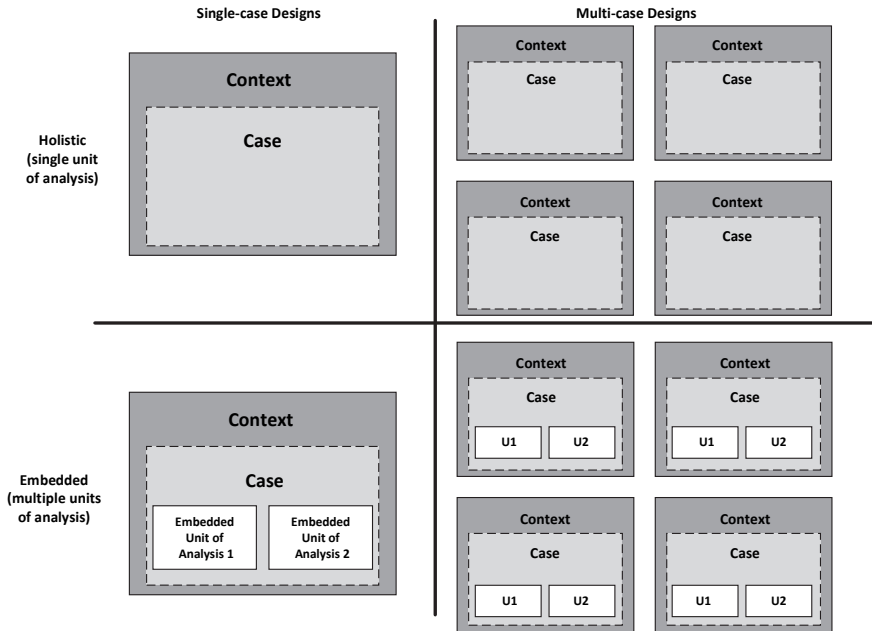 Single-case Designs
Multi-case Designs
Holistic
(single unit
of analysis)
Context
Case
Context
Case
Context
Case
Context
Case
Context
Case
Embedded
(multiple units
of analysis)
Context
Case
Embedded
Unit of
Analysis 1
Embedded
Unit of
Analysis 2
Context
Case
U1
U2
Context
Case
U1
U2
Context
Case
U1
U2
Context
Case
U1
U2